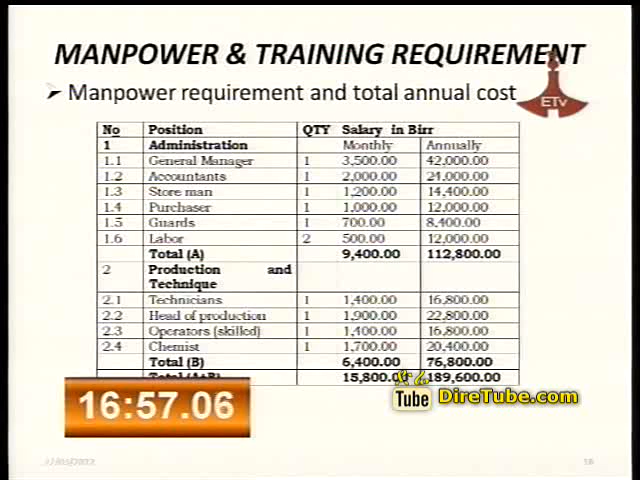 MANPOWER & TRAINING REQUIREMENT
ETv
➢ Manpower requirement and total annual cost
No Position QTY Salary in Birr
1 Administration Monthly Annually
1.1 General Manager 1 3,500.00 42,000.00
1.2 Accountants 1 2,000.00 24,000.00
1.3 Store man 1 1,200.00 14,400.00
1.4 Purchaser 1 1,000.00 12,000.00
1.5 Guards 1 700.00 8,400.00
1.6 Labor 2 500.00 12,000.00
Total (A) 9,400.00 112,800.00
2 Production and
Technique
2.1 Technicians 1 1,400.00 16,800.00
2.2 Head of production 1 1,900.00 22,800.00
2.3 Operators (skilled) 1 1,400.00 16,800.00
2.4 Chemist 1 1,700.00 20,400.00
Total (B) 6,400.00 76,800.00
Total (A+B) 15,800.00 189,600.00
16:57.06
ድሬ
Tube DireTube.com
16